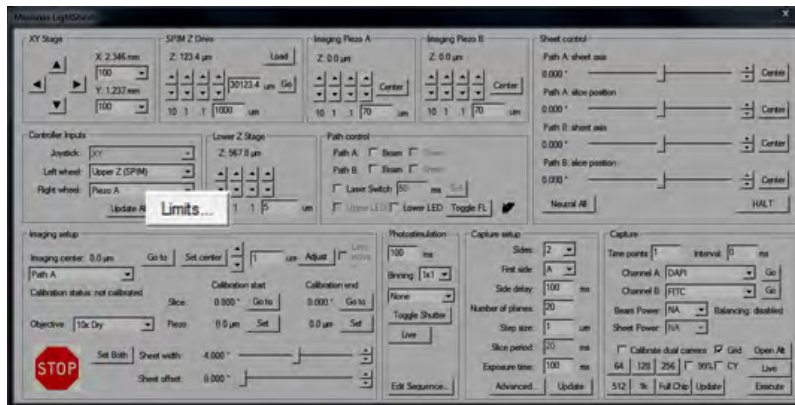 XY Stage
X: 2.346 mm
100
Y: 1.237 mm
100
SPIM Z Drive
Z: 123.4 μm Load
30123.4 um Go
10 1 .1 1000 um
Imaging Piezo A
Z: 0.0 μm
Center
10 1 .1 70 um
Imaging Piezo B
Z: 0.0 μm
Center
10 1 .1 70 um
Sheet control
Path A: sheet axis
0.000 ° Center
Path A: slice position
0.000 ° Center
Path B: sheet axis
0.000 ° Center
Path B: slice position
0.000 ° Center
Neutral All HALT
Controller Inputs
Joystick: XY
Left wheel: Upper Z (SPIM)
Right wheel: Piezo A
Update
Limits...
Lower Z Stage
Z: 567.8 μm
1 .1 5 um
Path control
Path A: Beam Sheet
Path B: Beam Sheet
Laser Switch 50 ms Set
Upper LED Lower LED Toggle FL
Imaging setup
Imaging center: 0.0 μm Go to Set center 1 um Adjust
Path A
Calibration status: not calibrated
Calibration start Calibration end
Slice: 0.000 ° Go to 0.000 ° Go to
Objective: 10x Dry Piezo 0.0 μm Set 0.0 μm Set
STOP
Set Both Sheet width: 4.000 °
Sheet offset: 0.000 °
Photostimulation
100 ms
Binning: 1x1
None
Toggle Shutter
Live
Edit Sequence...
Capture setup
Sides: 2
First side: A
Side delay: 100 ms
Number of planes: 20
Step size: 1 um
Slice period: 20 ms
Exposure time: 100 ms
Advanced... Update
Capture
Time points: 1 Interval: 0 ms
Channel A: DAPI Go
Channel B: FITC Go
Beam Power: NA Balancing: disabled
Sheet Power: NA
Calibrate dual camera Grid Open Alt
64 128 256 99% CY Live
512 1k Full Chip Update Execute